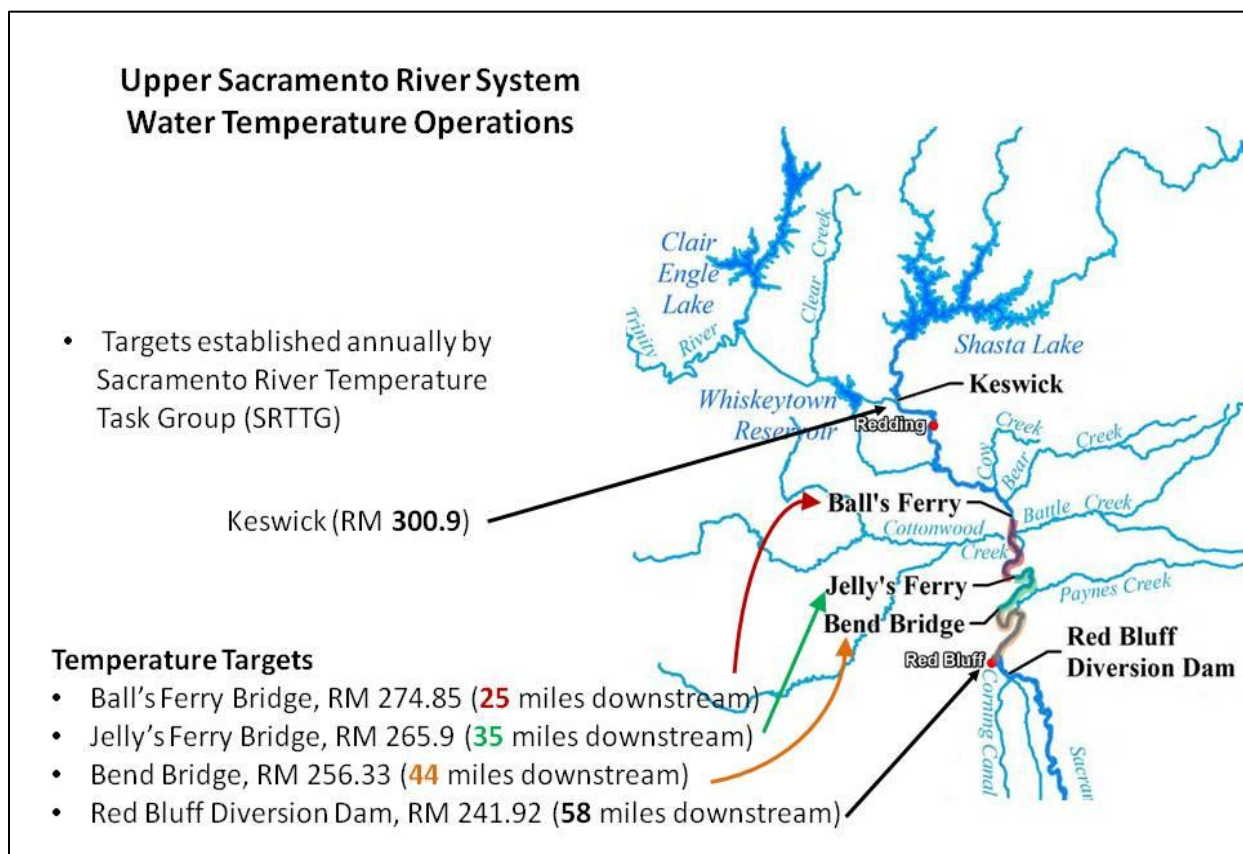 Upper Sacramento River System
Water Temperature Operations
• Targets established annually by
Sacramento River Temperature
Task Group (SRTTG)
Keswick (RM 300.9)
Temperature Targets
• Ball's Ferry Bridge, RM 274.85 (25 miles downstream)
• Jelly's Ferry Bridge, RM 265.9 (35 miles downstream)
• Bend Bridge, RM 256.33 (44 miles downstream)
• Red Bluff Diversion Dam, RM 241.92 (58 miles downstream)
Clair
Engle
Lake
Trinity
River
Clear Creek
Shasta Lake
Keswick
Whiskeytown
Reservoir
Redding
Cow
Creek
Bear
Creek
Ball's Ferry
Battle Creek
Cottonwood
Creek
Jelly's Ferry
Paynes Creek
Bend Bridge
Red Bluff
Red Bluff
Diversion Dam
Corning Canal
Sacram